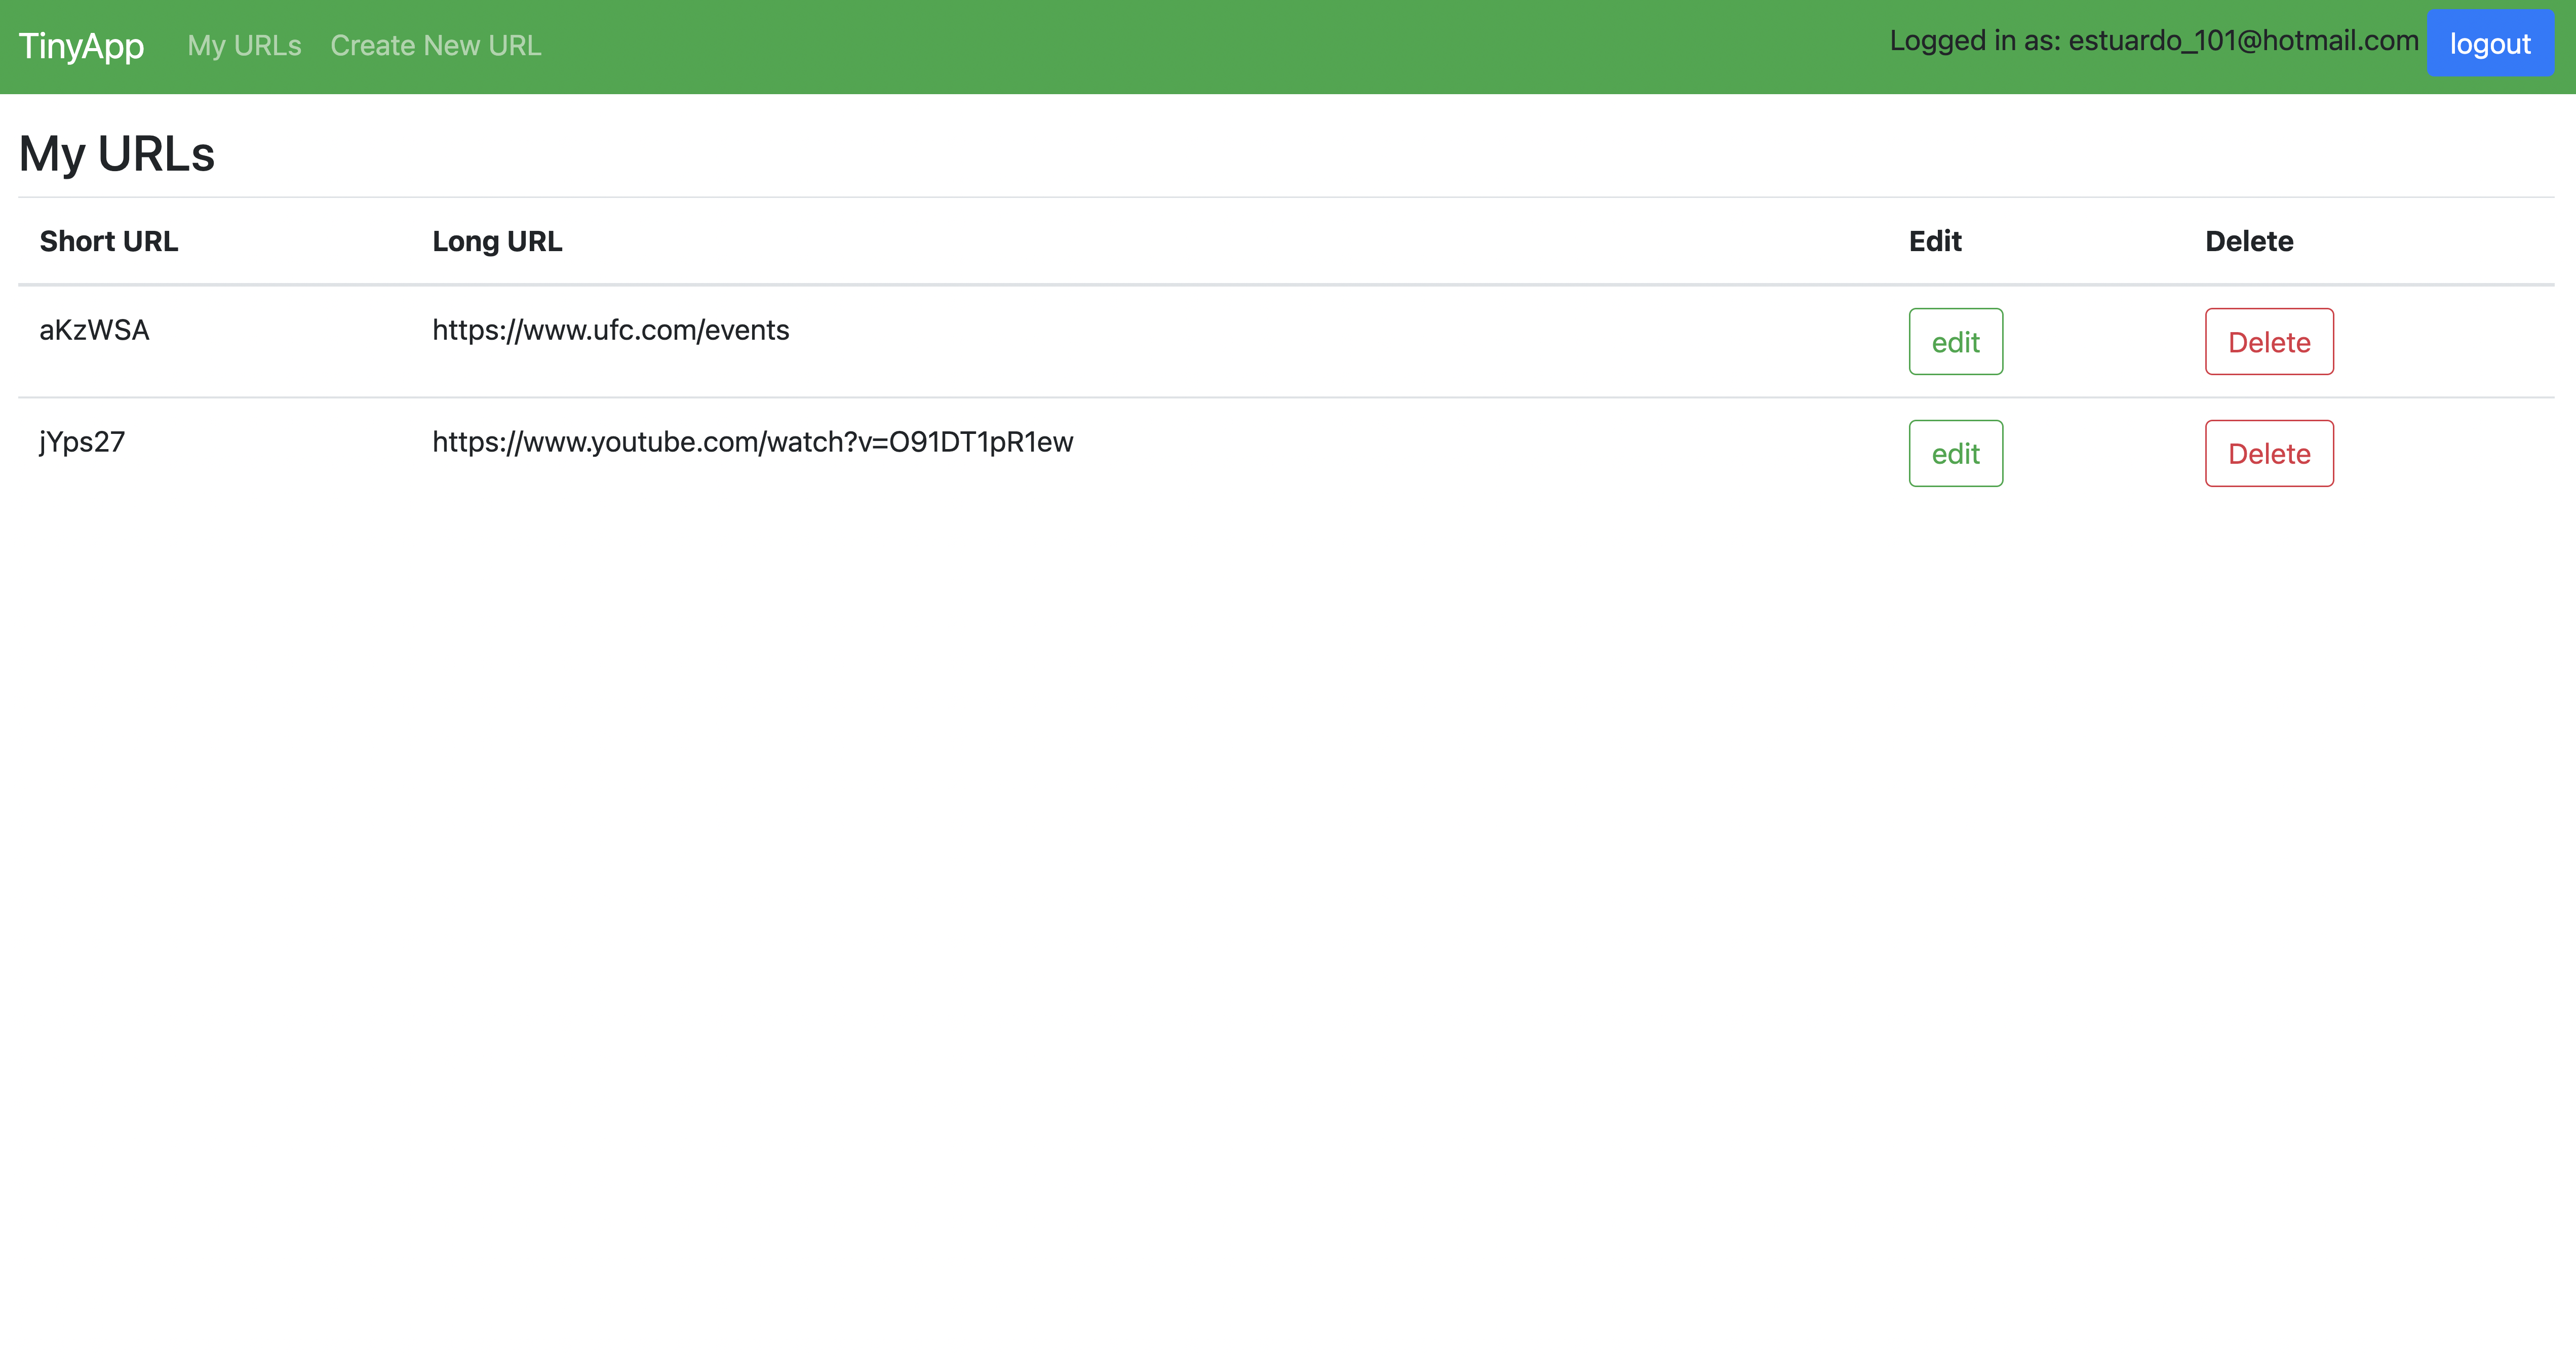 TinyApp My URLs Create New URL Logged in as: estuardo_101@hotmail.com logout
My URLs
Short URL Long URL Edit Delete
aKzWSA https://www.ufc.com/events edit Delete
jYps27 https://www.youtube.com/watch?v=O91DT1pR1ew edit Delete